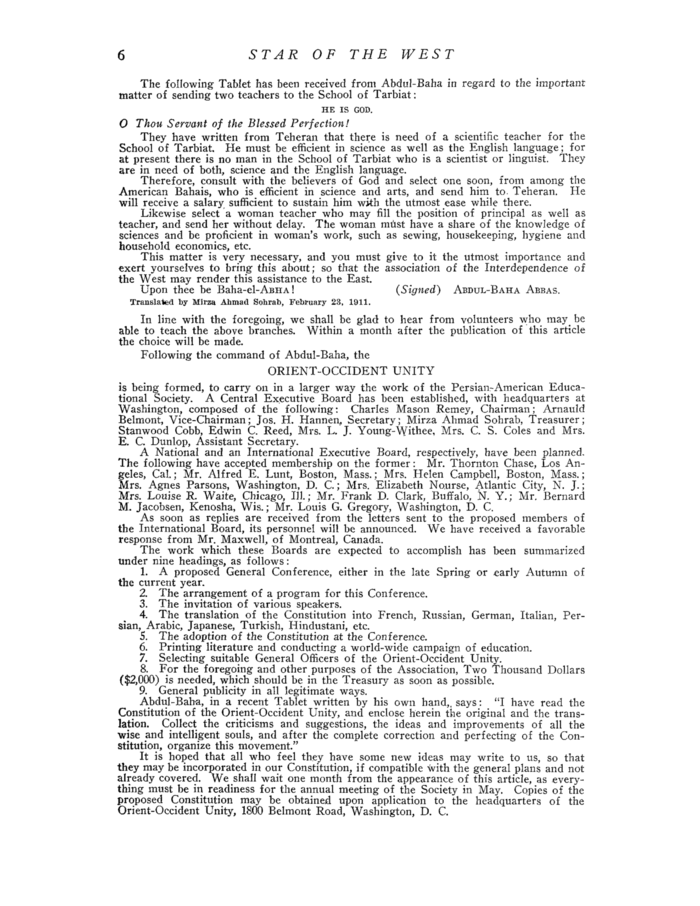 6 STAR OF THE WEST
The following Tablet has been received from Abdul-Baha in regard to the important
matter of sending two teachers to the School of Tarbiat:
HE IS GOD.
O Thou Servant of the Blessed Perfection!
They have written from Teheran that there is need of a scientific teacher for the
School of Tarbiat. He must be efficient in science as well as the English language; for
at present there is no man in the School of Tarbiat who is a scientist or linguist. They
are in need of both, science and the English language.
Therefore, consult with the believers of God and select one soon, from among the
American Bahais, who is efficient in science and arts, and send him to Teheran. He
will receive a salary sufficient to sustain him with the utmost ease while there.
Likewise select a woman teacher who may fill the position of principal as well as
teacher, and send her without delay. The woman must have a share of the knowledge of
sciences and be proficient in woman's work, such as sewing, housekeeping, hygiene and
household economics, etc.
This matter is very necessary, and you must give to it the utmost importance and
exert yourselves to bring this about; so that the association of the Interdependence of
the West may render this assistance to the East.
Upon thee be Baha-el-ABHA! (Signed) ABDUL-BAHA ABBAS.
Translated by Mirza Ahmad Sohrab, February 23, 1911.
In line with the foregoing, we shall be glad to hear from volunteers who may be
able to teach the above branches. Within a month after the publication of this article
the choice will be made.
Following the command of Abdul-Baha, the
ORIENT-OCCIDENT UNITY
is being formed, to carry on in a larger way the work of the Persian-American Educa-
tional Society. A Central Executive Board has been established, with headquarters at
Washington, composed of the following: Charles Mason Remey, Chairman; Arnauld
Belmont, Vice-Chairman; Jos. H. Hannen, Secretary; Mirza Ahmad Sohrab, Treasurer;
Stanwood Cobb, Edwin C. Reed, Mrs. L. J. Young-Withee, Mrs. C. S. Coles and Mrs.
E. C. Dunlop, Assistant Secretary.
A National and an International Executive Board, respectively, have been planned.
The following have accepted membership on the former: Mr. Thornton Chase, Los An-
geles, Cal.; Mr. Alfred E. Lunt, Boston, Mass.; Mrs. Helen Campbell, Boston, Mass.;
Mrs. Agnes Parsons, Washington, D. C.; Mrs. Elizabeth Nourse, Atlantic City, N. J.;
Mrs. Louise R. Waite, Chicago, Ill.; Mr. Frank D. Clark, Buffalo, N. Y.; Mr. Bernard
M. Jacobsen, Kenosha, Wis.; Mr. Louis G. Gregory, Washington, D. C.
As soon as replies are received from the letters sent to the proposed members of
the International Board, its personnel will be announced. We have received a favorable
response from Mr. Maxwell, of Montreal, Canada.
The work which these Boards are expected to accomplish has been summarized
under nine headings, as follows:
1. A proposed General Conference, either in the late Spring or early Autumn of
the current year.
2. The arrangement of a program for this Conference.
3. The invitation of various speakers.
4. The translation of the Constitution into French, Russian, German, Italian, Per-
sian, Arabic, Japanese, Turkish, Hindustani, etc.
5. The adoption of the Constitution at the Conference.
6. Printing literature and conducting a world-wide campaign of education.
7. Selecting suitable General Officers of the Orient-Occident Unity.
8. For the foregoing and other purposes of the Association, Two Thousand Dollars
($2,000) is needed, which should be in the Treasury as soon as possible.
9. General publicity in all legitimate ways.
Abdul-Baha, in a recent Tablet written by his own hand, says: "I have read the
Constitution of the Orient-Occident Unity, and enclose herein the original and the trans-
lation. Collect the criticisms and suggestions, the ideas and improvements of all the
wise and intelligent souls, and after the complete correction and perfecting of the Con-
stitution, organize this movement."
It is hoped that all who feel they have some new ideas may write to us, so that
they may be incorporated in our Constitution, if compatible with the general plans and not
already covered. We shall wait one month from the appearance of this article, as every-
thing must be in readiness for the annual meeting of the Society in May. Copies of the
proposed Constitution may be obtained upon application to the headquarters of the
Orient-Occident Unity, 1800 Belmont Road, Washington, D. C.